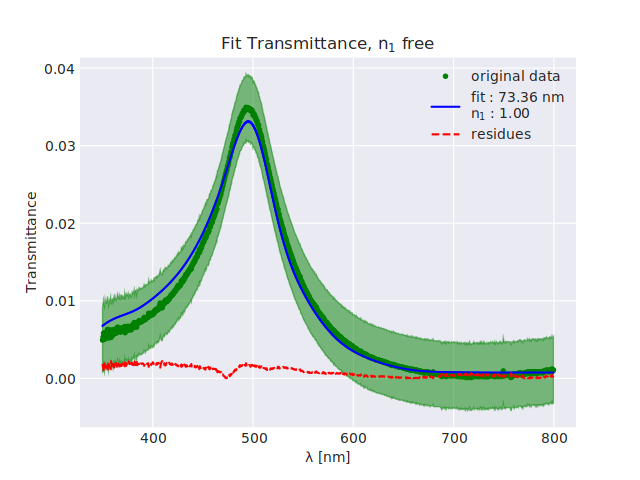 Fit Transmittance, n₁ free
original data
fit : 73.36 nm
n₁ : 1.00
residues
Transmittance
0.04
0.03
0.02
0.01
0.00
400 500 600 700 800
λ [nm]